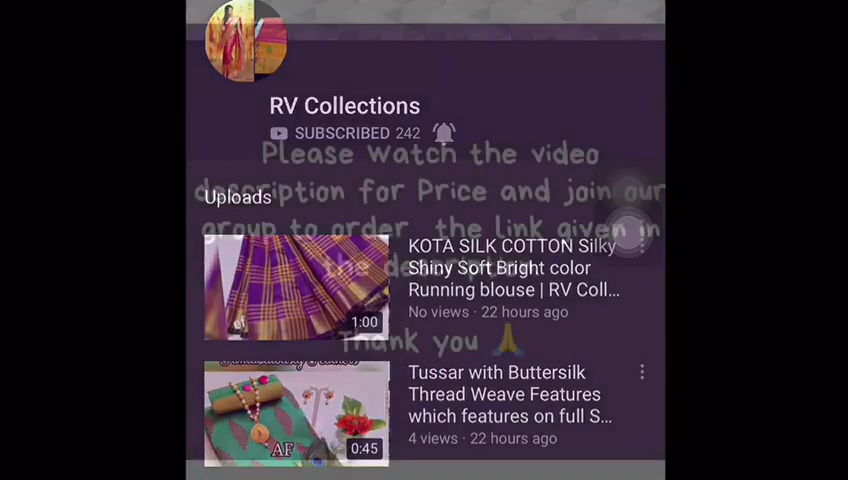 RV Collections
SUBSCRIBED 242
Please Watch the video
description for Price and join our
Uploads
group to order the link given in
the description
KOTA SILK COTTON Silky
Shiny Soft Bright color
Running blouse | RV Coll...
No views · 22 hours ago
1:00
Thank you 🙏
Tussar with Buttersilk
Thread Weave Features
which features on full S...
4 views · 22 hours ago
AF
0:45